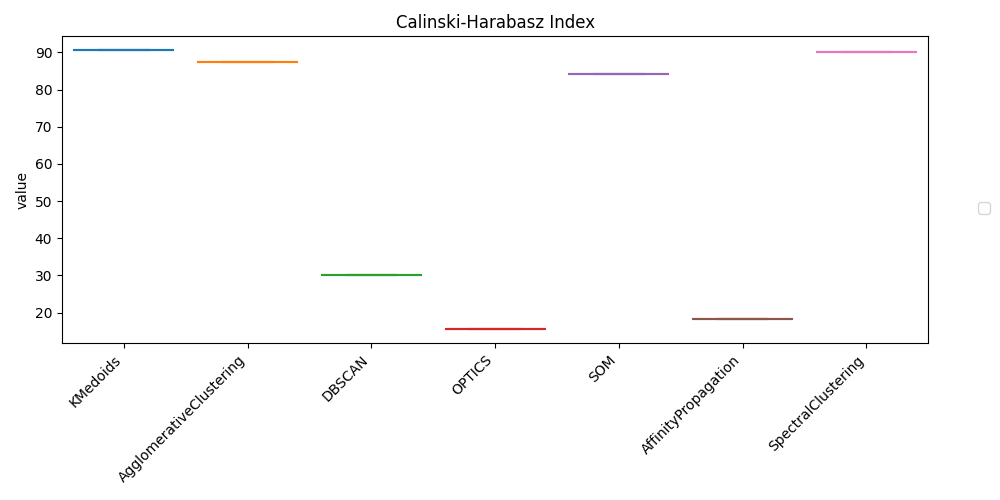 Calinski-Harabasz Index
value
90
80
70
60
50
40
30
20
KMedoids
AgglomerativeClustering
DBSCAN
OPTICS
SOM
AffinityPropagation
SpectralClustering